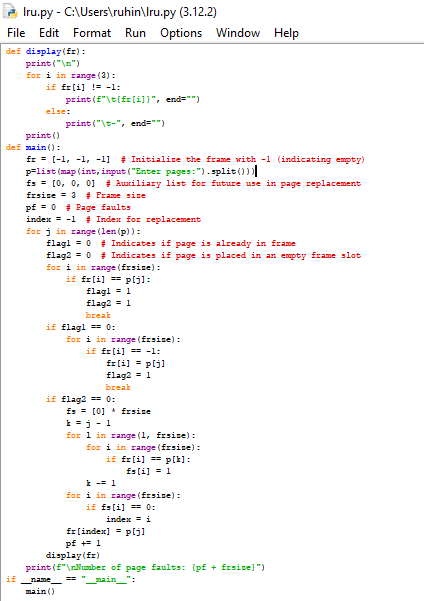 lru.py - C:\Users\ruhin\lru.py (3.12.2)
File Edit Format Run Options Window Help
def display(fr):
    print("\n")
    for i in range(3):
        if fr[i] != -1:
            print(f"\t{fr[i]}", end="")
        else:
            print("\t-", end="")
    print()
def main():
    fr = [-1, -1, -1]  # Initialise the frame with -1 (indicating empty)
    p=list(map(int,input("Enter pages:").split()))
    fs = [0, 0, 0]  # Auxiliary list for future use in page replacement
    frsize = 3  # Frame size
    pf = 0  # Page faults
    index = -1  # Index for replacement
    for j in range(len(p)):
        flag1 = 0  # Indicates if page is already in frame
        flag2 = 0  # Indicates if page is placed in an empty frame slot
        for i in range(frsize):
            if fr[i] == p[j]:
                flag1 = 1
                flag2 = 1
                break
        if flag1 == 0:
            for i in range(frsize):
                if fr[i] == -1:
                    fr[i] = p[j]
                    flag2 = 1
                    break
        if flag2 == 0:
            fs = [0] * frsize
            k = j - 1
            for l in range(1, frsize):
                for i in range(frsize):
                    if fr[i] == p[k]:
                        fs[i] = 1
                k -= 1
            for i in range(frsize):
                if fs[i] == 0:
                    index = i
            fr[index] = p[j]
            pf += 1
        display(fr)
    print(f"\nNumber of page faults: {pf + frsize}")
if __name__ == "__main__":
    main()